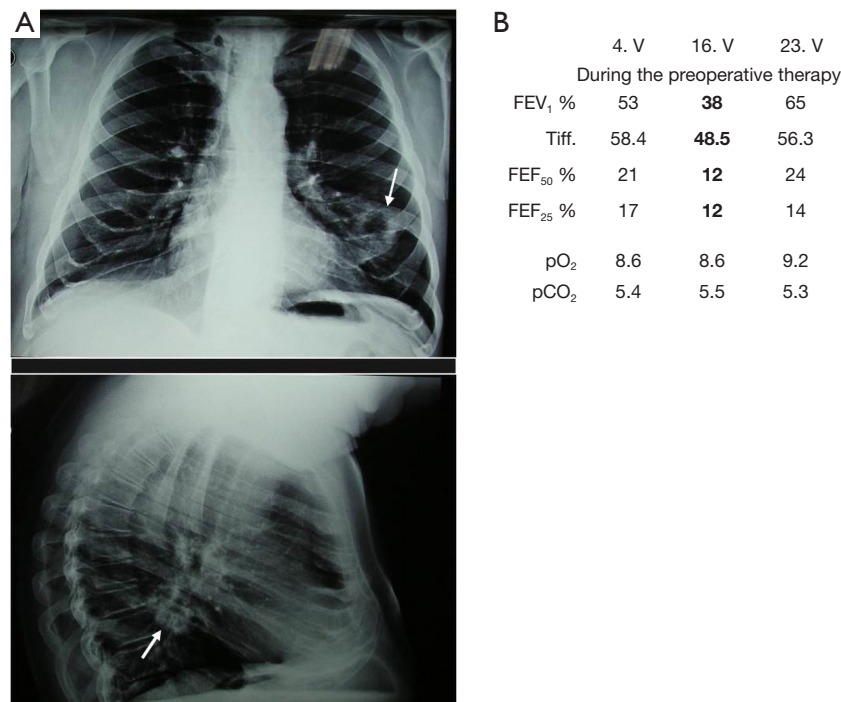 A
B
4. V 16. V 23. V
During the preoperative therapy
FEV₁ % 53 38 65
Tiff. 58.4 48.5 56.3
FEF₅₀ % 21 12 24
FEF₂₅ % 17 12 14
pO₂ 8.6 8.6 9.2
pCO₂ 5.4 5.5 5.3